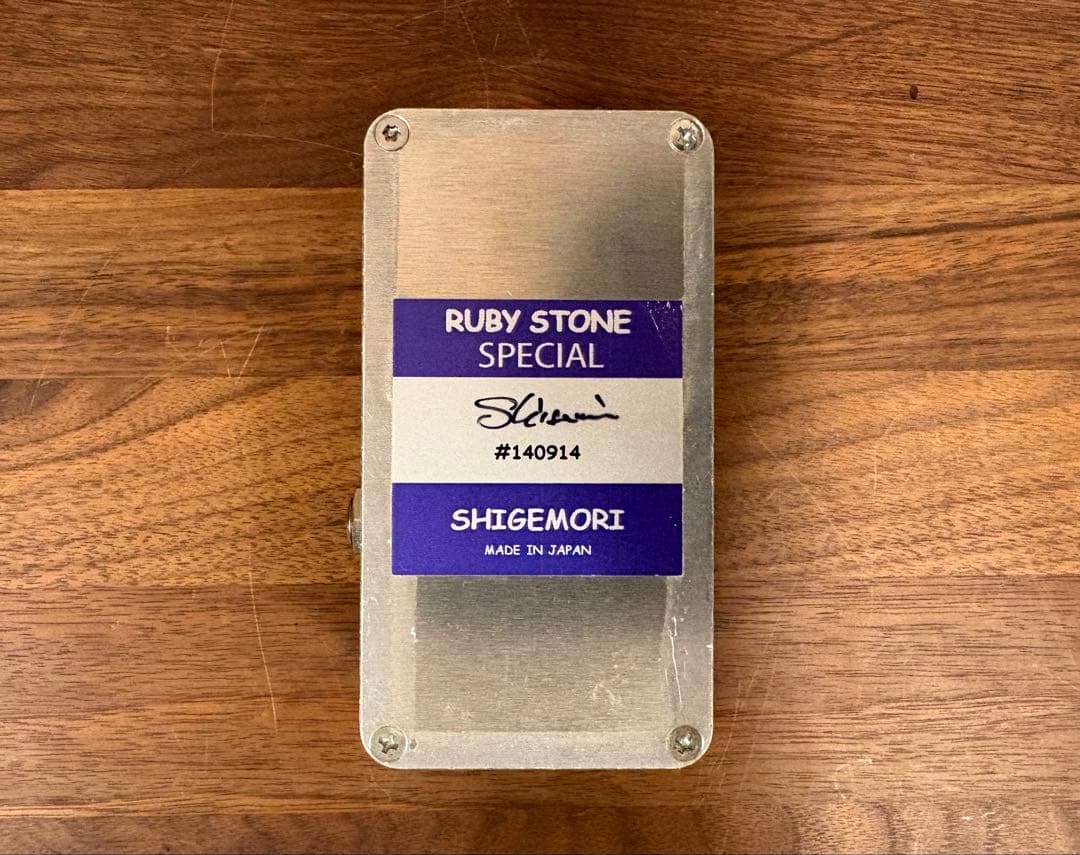 RUBY STONE
SPECIAL
#140914
SHIGEMORI
MADE IN JAPAN